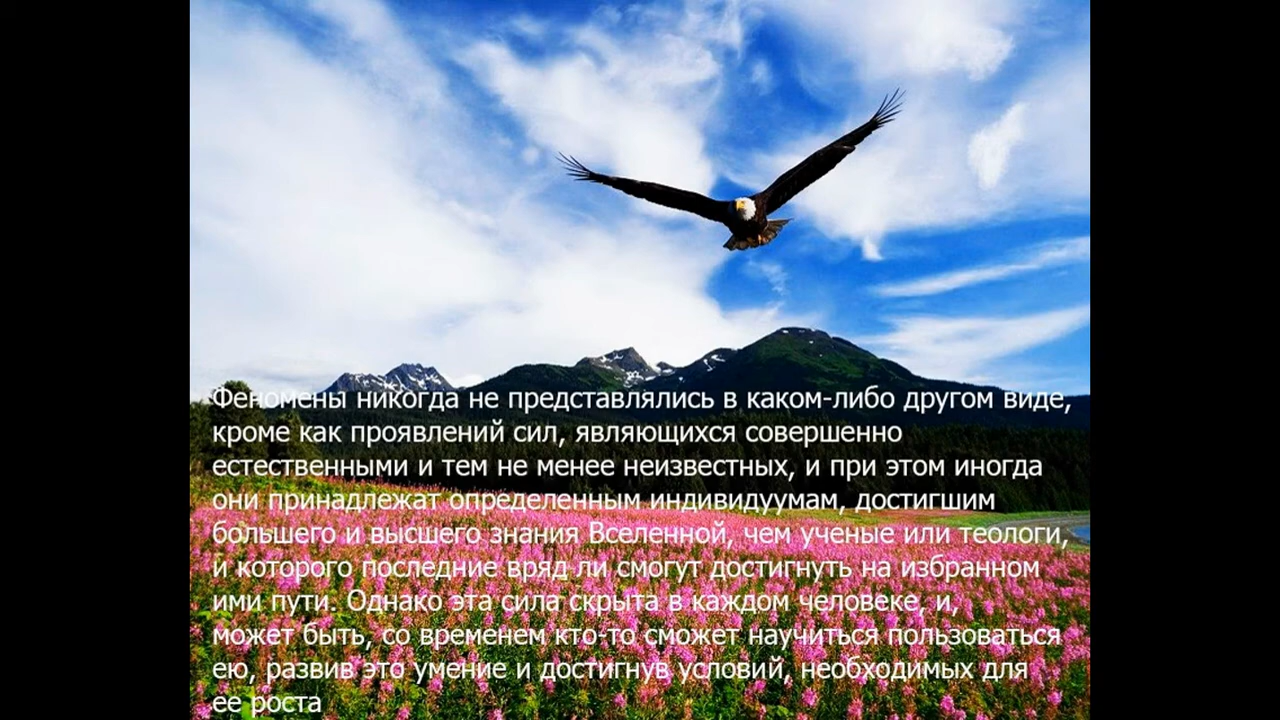 Феномены никогда не представлялись в каком-либо другом виде,
кроме как проявлений сил, являющихся совершенно
естественными и тем не менее неизвестных, и при этом иногда
они принадлежат определенным индивидуумам, достигшим
большего и высшего знания Вселенной, чем ученые или теологи,
и которого последние вряд ли смогут достигнуть на избранном
ими пути. Однако эта сила скрыта в каждом человеке, и,
может быть, со временем кто-то сможет научиться пользоваться
ею, развив это умение и достигнув условий, необходимых для
ее роста